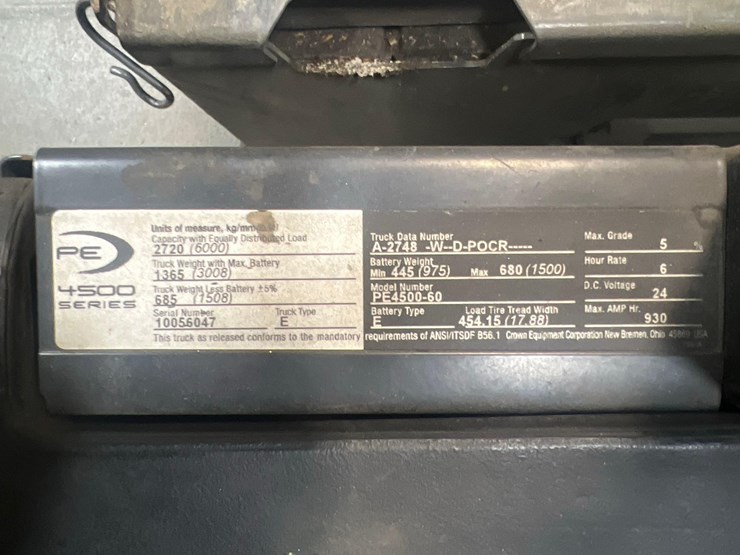 PE
4500
SERIES
Units of measure, kg/mm
Capacity with Equally Distributed Load
2720 (6000)
Truck Weight with Max. Battery
1365 (3008)
Truck Weight Less Battery ±5%
685 (1508)
Serial Number Truck Type
10056047 E
Truck Data Number
A-2748 -W--D-POCR-----
Battery Weight
Min 445 (975) Max 680 (1500)
Model Number
PE4500-60
Battery Type Load Tire Tread Width
E 454.15 (17.88)
Max. Grade
5
Hour Rate
6
D.C. Voltage
24
Max. AMP Hr.
930
This truck as released conforms to the mandatory requirements of ANSI/ITSDF B56.1 Crown Equipment Corporation New Bremen, Ohio 45869 USA